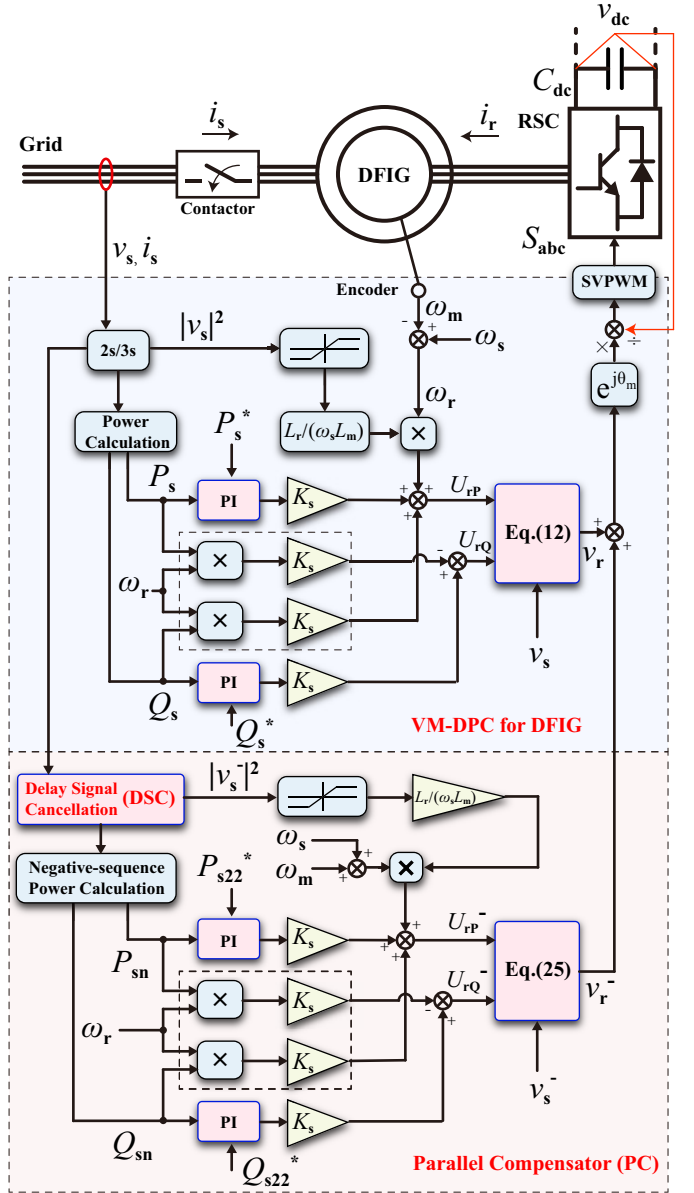 v_dc
C_dc
i_s
i_r
RSC
Grid
DFIG
Contactor
S_abc
v_s, i_s
SVPWM
Encoder
ω_m
- +
ω_s
× ÷
2s/3s
|v_s|^2
e^{jθ_m}
ω_r
Power
Calculation
P_s^*
L_r/(ω_s L_m)
×
P_s
PI
K_s
+ + +
U_rP
Eq.(12)
+ +
v_r
×
K_s
- +
U_rQ
ω_r
×
K_s
v_s
Q_s
PI
K_s
Q_s^*
VM-DPC for DFIG
Delay Signal
Cancellation (DSC)
|v_s^-|^2
L_r/(ω_s L_m)
ω_s
+ +
ω_m
×
Negative-sequence
Power Calculation
P_s22^*
P_sn
PI
K_s
+ + +
U_rP^-
Eq.(25)
v_r^-
×
K_s
- +
U_rQ^-
ω_r
×
K_s
v_s^-
Q_sn
PI
K_s
Q_s22^*
Parallel Compensator (PC)